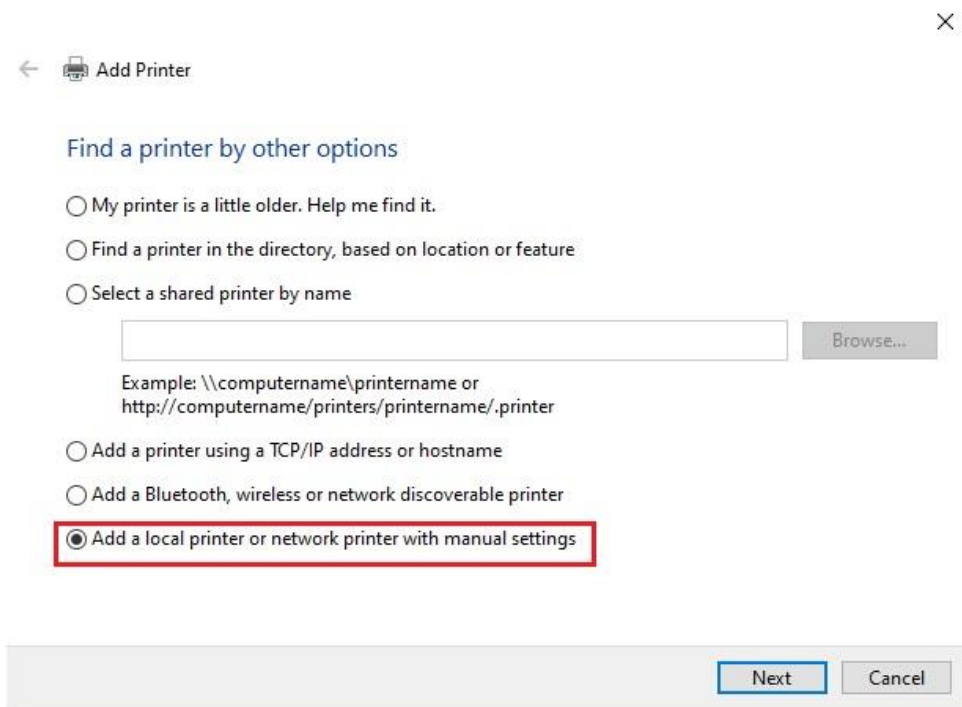 Add Printer
Find a printer by other options
My printer is a little older. Help me find it.
Find a printer in the directory, based on location or feature
Select a shared printer by name
Browse...
Example: \\computername\printername or
http://computername/printers/printername/.printer
Add a printer using a TCP/IP address or hostname
Add a Bluetooth, wireless or network discoverable printer
Add a local printer or network printer with manual settings
Next
Cancel